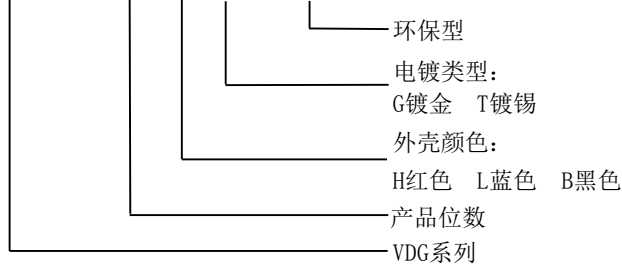 环保型
电镀类型：
G镀金 T镀锡
外壳颜色：
H红色 L蓝色 B黑色
产品位数
VDG系列